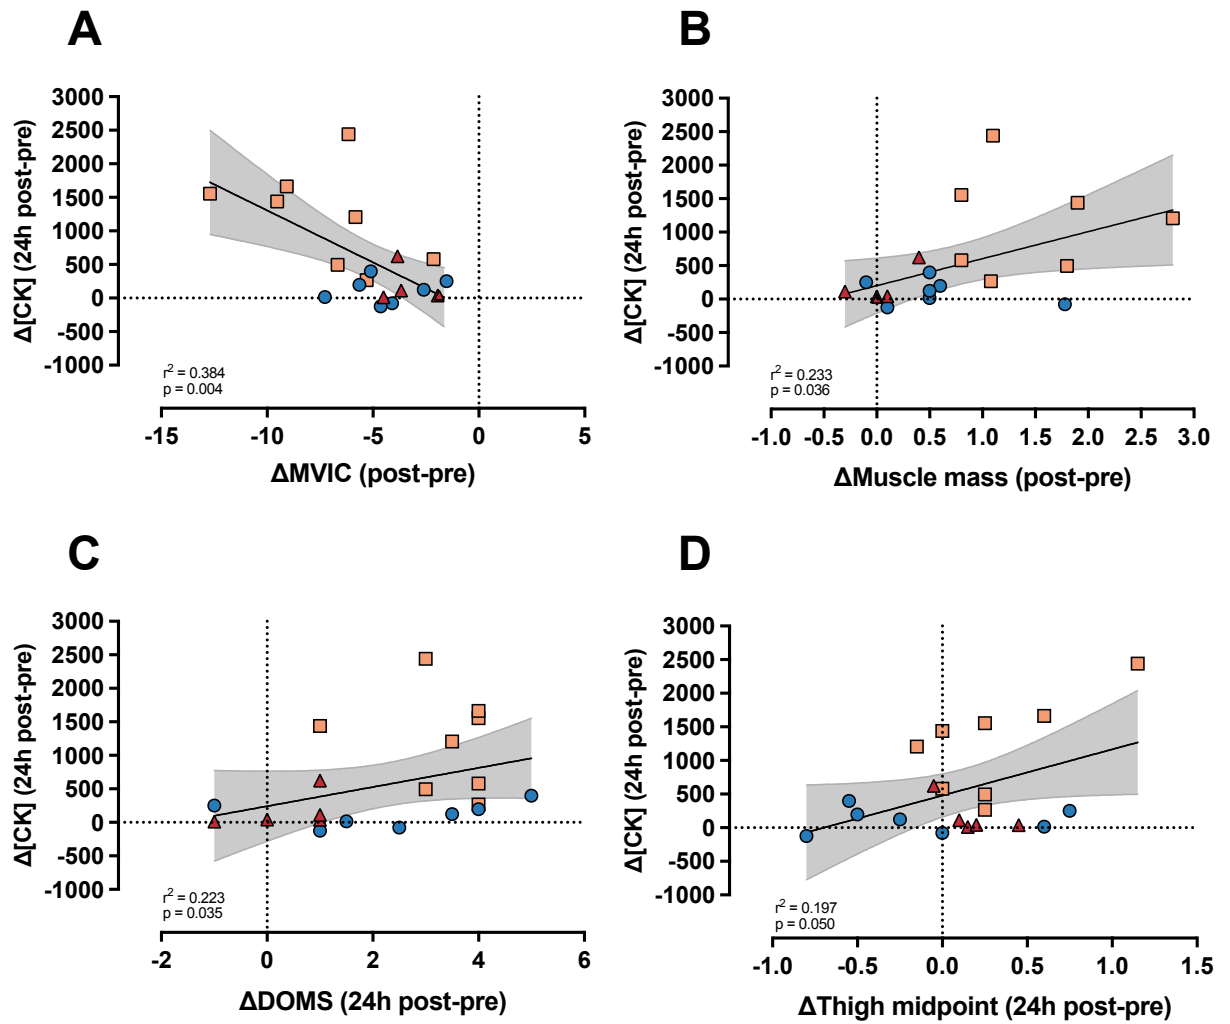 A
Δ[CK] (24h post-pre)
3000
2500
2000
1500
1000
500
0
-500
-1000
r² = 0.384
p = 0.004
-15 -10 -5 0 5
ΔMVIC (post-pre)
B
Δ[CK] (24h post-pre)
3000
2500
2000
1500
1000
500
0
-500
-1000
r² = 0.233
p = 0.036
-1.0 -0.5 0.0 0.5 1.0 1.5 2.0 2.5 3.0
ΔMuscle mass (post-pre)
C
Δ[CK] (24h post-pre)
3000
2500
2000
1500
1000
500
0
-500
-1000
r² = 0.223
p = 0.035
-2 0 2 4 6
ΔDOMS (24h post-pre)
D
Δ[CK] (24h post-pre)
3000
2500
2000
1500
1000
500
0
-500
-1000
r² = 0.197
p = 0.050
-1.0 -0.5 0.0 0.5 1.0 1.5
ΔThigh midpoint (24h post-pre)